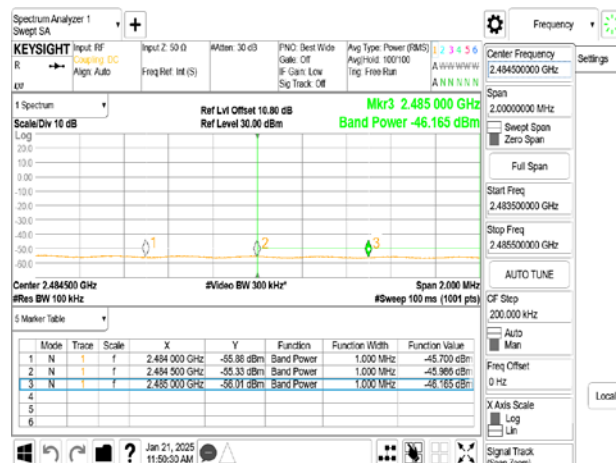 Spectrum Analyzer 1
Swept SA
Frequency
KEYSIGHT
Input: RF
Coupling: DC
Align: Auto
Input Z: 50 Ω
Freq Ref: Int (S)
#Atten: 30 dB
PNO: Best Wide
Gate: Off
IF Gain: Low
Sig Track: Off
Avg Type: Power (RMS)
Avg|Hold: 100/100
Trig: Free Run
1 2 3 4 5 6
A W W W W W
A N N N N N
R
Center Frequency
2.484500000 GHz
Settings
Span
2.00000000 MHz
Swept Span
Zero Span
Full Span
Start Freq
2.483500000 GHz
Stop Freq
2.485500000 GHz
AUTO TUNE
CF Step
200.000 kHz
Auto
Man
Freq Offset
0 Hz
X Axis Scale
Log
Lin
Signal Track
Local
1 Spectrum
Scale/Div 10 dB
Ref Lvl Offset 10.80 dB
Ref Level 30.00 dBm
Mkr3 2.485 000 GHz
Band Power -46.165 dBm
Log
20.0
10.0
0.00
-10.0
-20.0
-30.0
-40.0
-50.0
-60.0
1
2
3
Center 2.484500 GHz
#Res BW 100 kHz
#Video BW 300 kHz*
Span 2.000 MHz
#Sweep 100 ms (1001 pts)
5 Marker Table
Mode Trace Scale X Y Function Function Width Function Value
1 N 1 f 2.484 000 GHz -55.88 dBm Band Power 1.000 MHz -45.700 dBm
2 N 1 f 2.484 500 GHz -55.33 dBm Band Power 1.000 MHz -45.986 dBm
3 N 1 f 2.485 000 GHz -56.01 dBm Band Power 1.000 MHz -46.165 dBm
4
5
6
?
Jan 21, 2025
11:50:30 AM